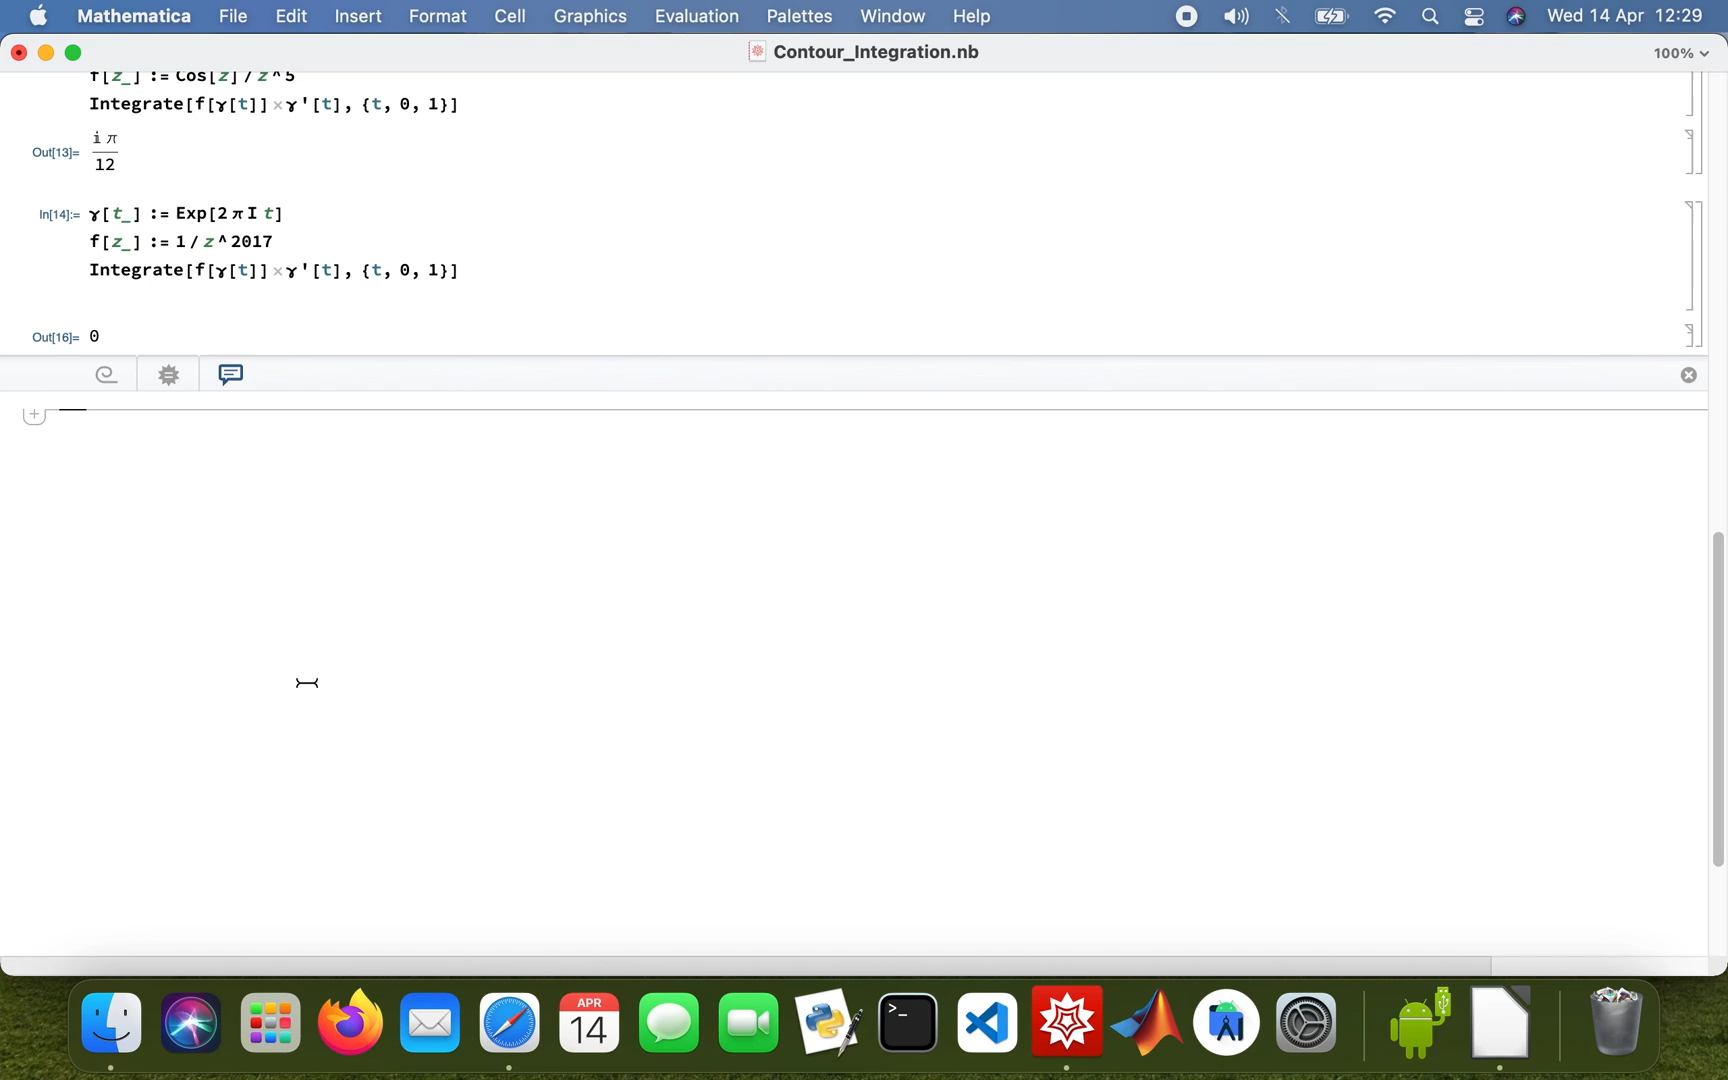 Mathematica File Edit Insert Format Cell Graphics Evaluation Palettes Window Help Wed 14 Apr 12:29
Contour_Integration.nb 100%
f[z_] := Cos[z] / z^5
Integrate[f[γ[t]] × γ'[t], {t, 0, 1}]
Out[13]= i π
12
In[14]:= γ[t_] := Exp[2 π I t]
f[z_] := 1 / z^2017
Integrate[f[γ[t]] × γ'[t], {t, 0, 1}]
Out[16]= 0
APR
14
>_